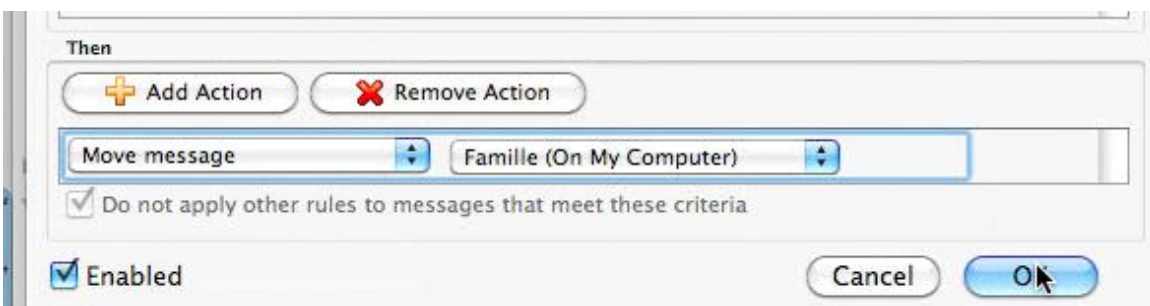 Then
Add Action Remove Action
Move message Famille (On My Computer)
Do not apply other rules to messages that meet these criteria
Enabled Cancel